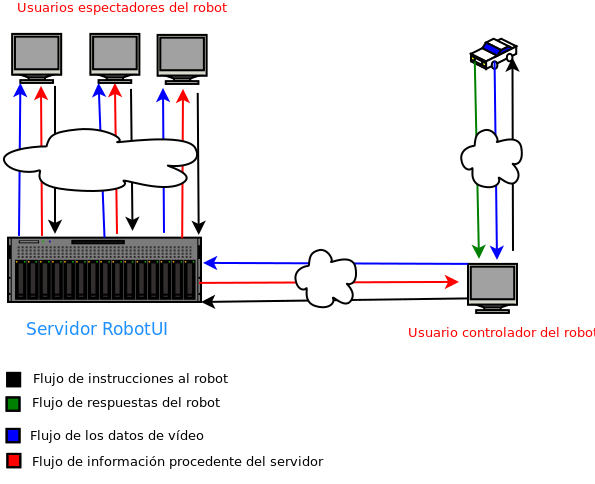 Usuarios espectadores del robot
Servidor RobotUI
Usuario controlador del robot
Flujo de instrucciones al robot
Flujo de respuestas del robot
Flujo de los datos de vídeo
Flujo de información procedente del servidor